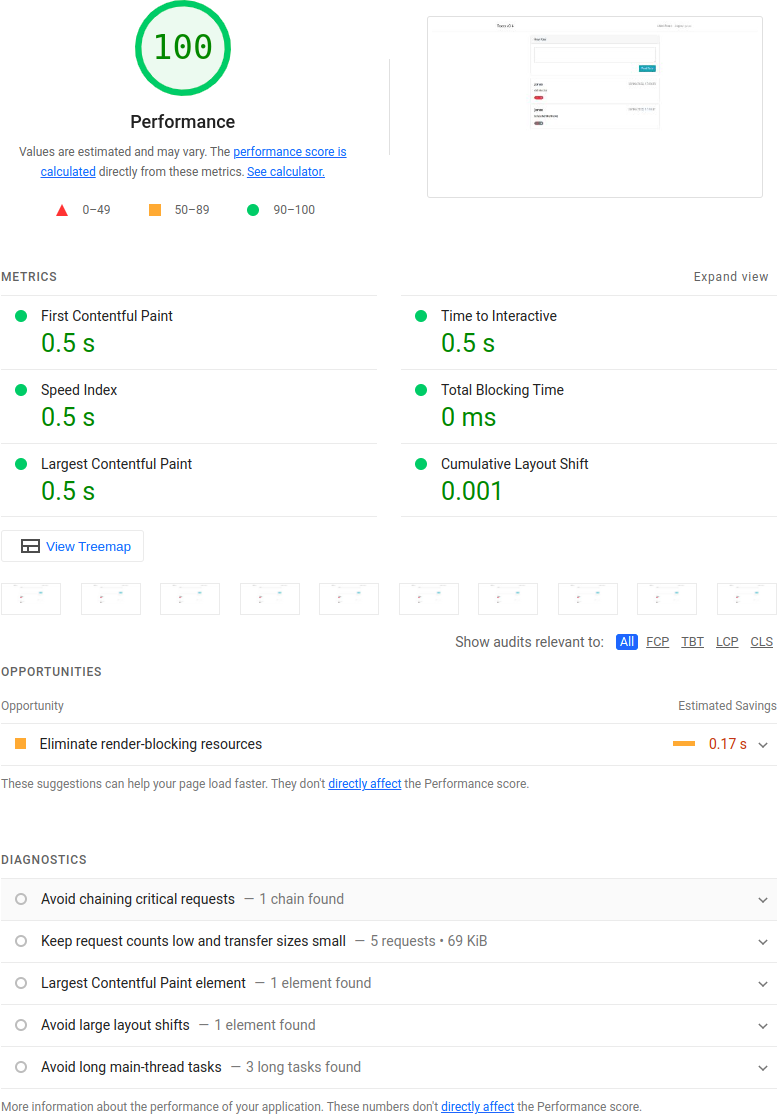 100
Performance
Values are estimated and may vary. The performance score is
calculated directly from these metrics. See calculator.
0–49
50–89
90–100
METRICS
Expand view
First Contentful Paint
0.5 s
Time to Interactive
0.5 s
Speed Index
0.5 s
Total Blocking Time
0 ms
Largest Contentful Paint
0.5 s
Cumulative Layout Shift
0.001
View Treemap
Show audits relevant to: All FCP TBT LCP CLS
OPPORTUNITIES
Opportunity
Estimated Savings
Eliminate render-blocking resources
0.17 s
These suggestions can help your page load faster. They don't directly affect the Performance score.
DIAGNOSTICS
Avoid chaining critical requests — 1 chain found
Keep request counts low and transfer sizes small — 5 requests • 69 KiB
Largest Contentful Paint element — 1 element found
Avoid large layout shifts — 1 element found
Avoid long main-thread tasks — 3 long tasks found
More information about the performance of your application. These numbers don't directly affect the Performance score.